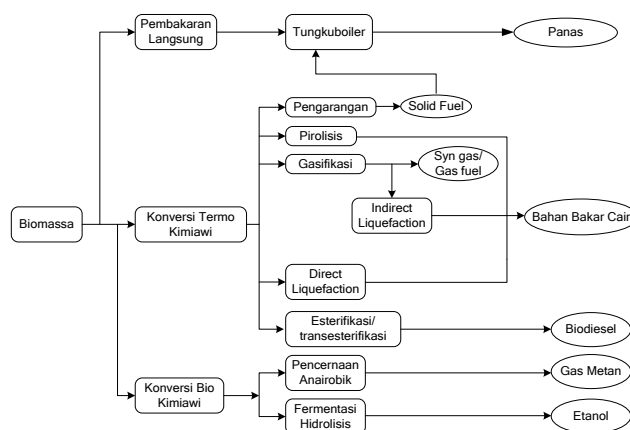 Pembakaran
Langsung
Tungkuboiler
Panas
Pengarangan
Solid Fuel
Pirolisis
Gasifikasi
Syn gas/
Gas fuel
Biomassa
Konversi Termo
Kimiawi
Indirect
Liquefaction
Bahan Bakar Cair
Direct
Liquefaction
Esterifikasi/
transesterifikasi
Biodiesel
Konversi Bio
Kimiawi
Pencernaan
Anairobik
Gas Metan
Fermentasi
Hidrolisis
Etanol